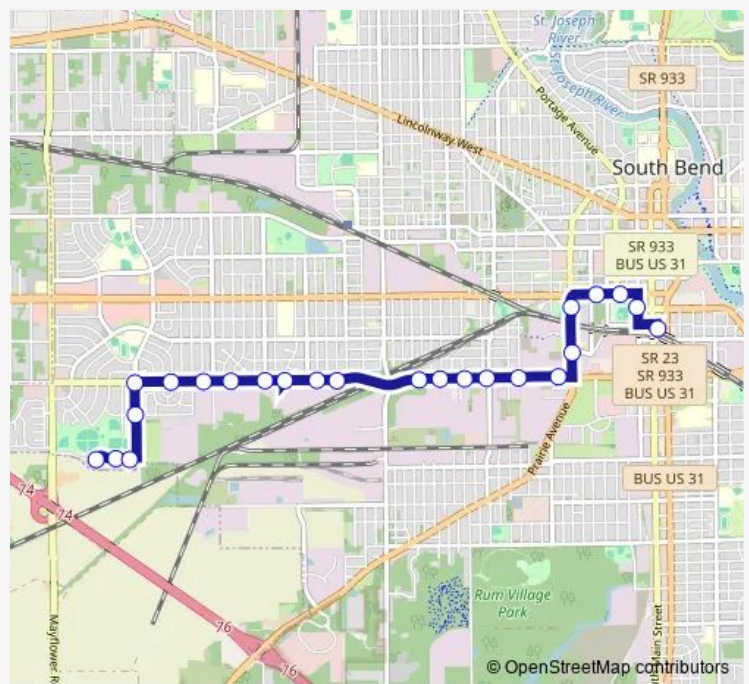 St. Joseph
River
St. Joseph River
SR 933
Portage Avenue
Lincolnway West
South Bend
SR 933
BUS US 31
SR 23
SR 933
BUS US 31
Prairie Avenue
BUS US 31
74
74
Rum Village
Park
Mayflower R
76
76
th Main Street
© OpenStreetMap contributors